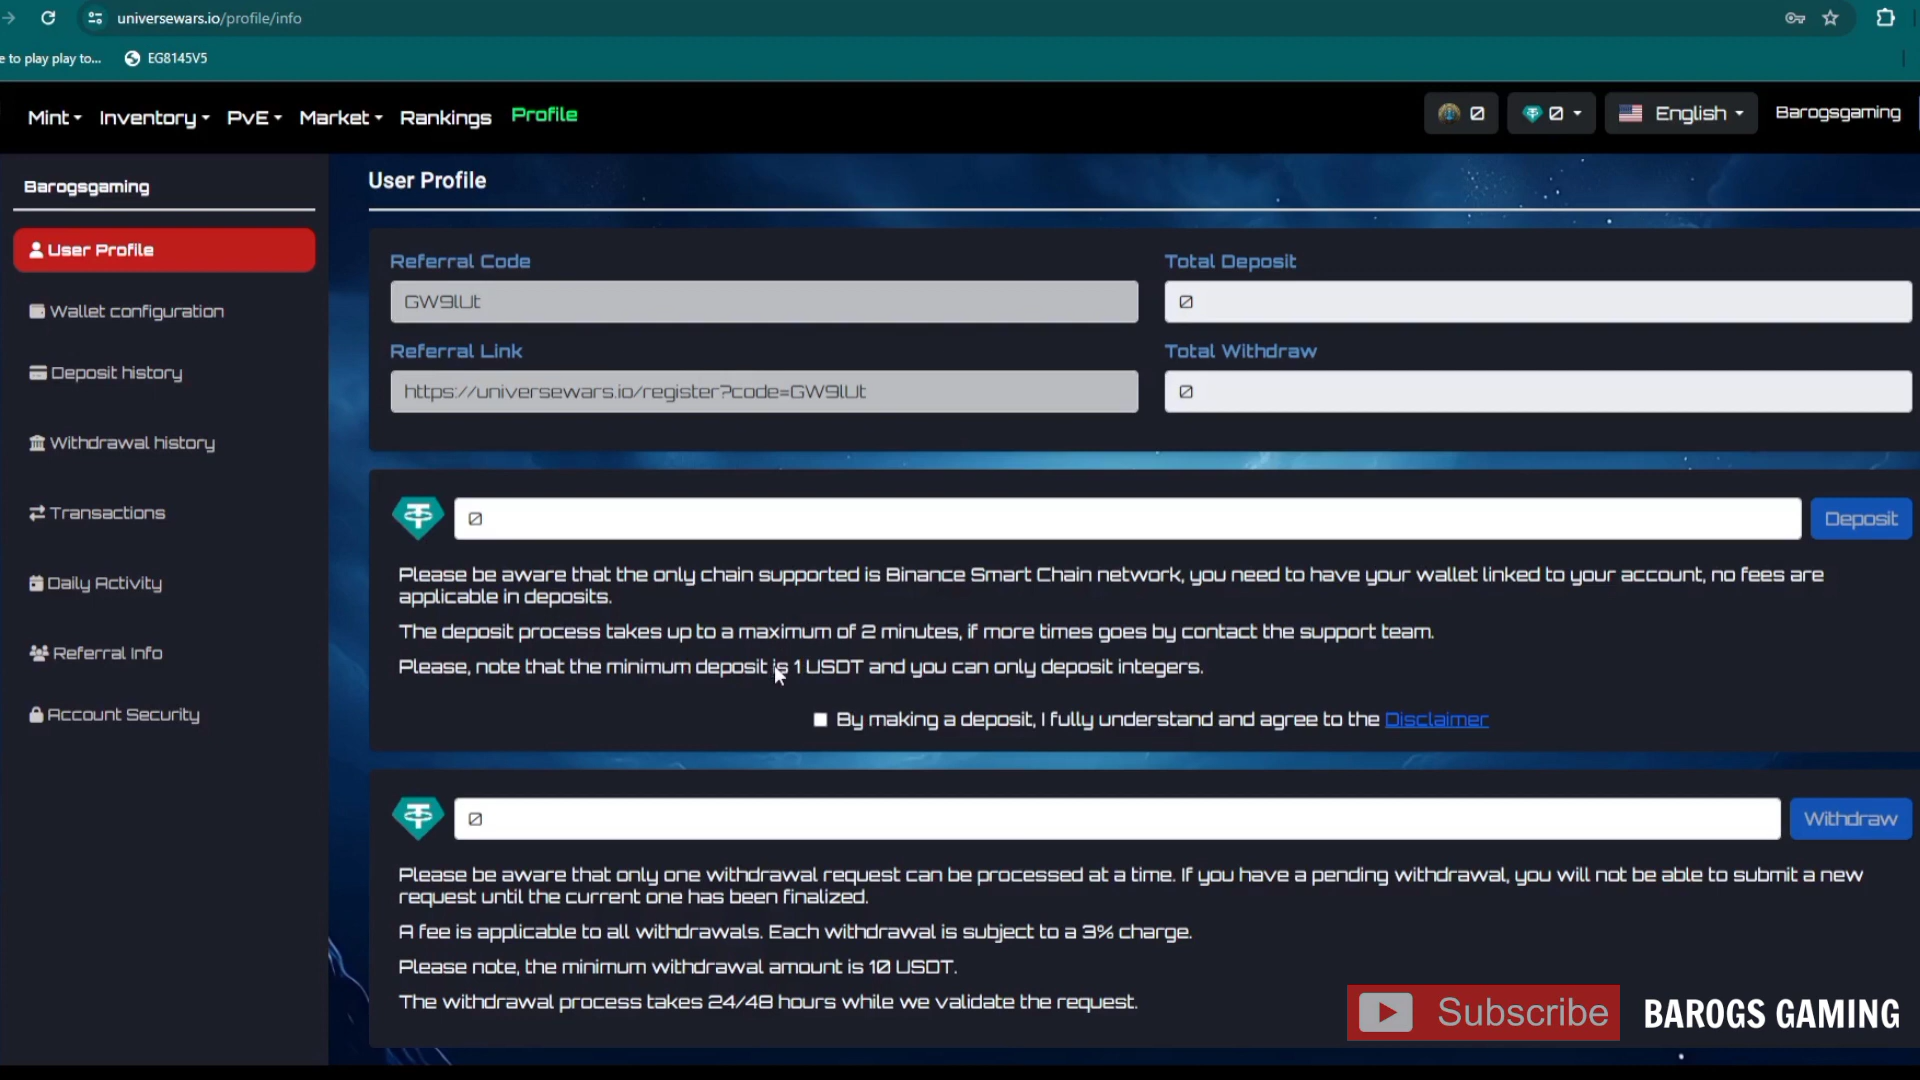 universewars.io/profile/info
e to play play to...
EG8145V5
Mint
Inventory
PvE
Market
Rankings
Profile
0
0
English
Barogsgaming
Barogsgaming
User Profile
Wallet configuration
Deposit history
Withdrawal history
Transactions
Daily Activity
Referral Info
Account Security
User Profile
Referral Code
GW9lUt
Total Deposit
0
Referral Link
https://universewars.io/register?code=GW9lUt
Total Withdraw
0
0
Deposit
Please be aware that the only chain supported is Binance Smart Chain network, you need to have your wallet linked to your account, no fees are
applicable in deposits.
The deposit process takes up to a maximum of 2 minutes, if more times goes by contact the support team.
Please, note that the minimum deposit is 1 USDT and you can only deposit integers.
By making a deposit, I fully understand and agree to the Disclaimer
0
Withdraw
Please be aware that only one withdrawal request can be processed at a time. If you have a pending withdrawal, you will not be able to submit a new
request until the current one has been finalized.
A fee is applicable to all withdrawals. Each withdrawal is subject to a 3% charge.
Please note, the minimum withdrawal amount is 10 USDT.
The withdrawal process takes 24/48 hours while we validate the request.
Subscribe
BAROGS GAMING